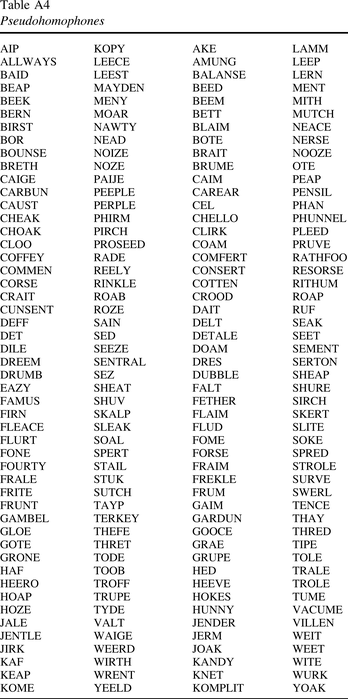 Table A4
Pseudohomophones
AIP KOPY AKE LAMM
ALLWAYS LEECE AMUNG LEEP
BAID LEEST BALANSE LERN
BEAP MAYDEN BEED MENT
BEEK MENY BEEM MITH
BERN MOAR BETT MUTCH
BIRST NAWTY BLAIM NEACE
BOR NEAD BOTE NERSE
BOUNSE NOIZE BRAIT NOOZE
BRETH NOZE BRUME OTE
CAIGE PAIJE CAIM PEAP
CARBUN PEEPLE CAREAR PENSIL
CAUST PERPLE CEL PHAN
CHEAK PHIRM CHELLO PHUNNEL
CHOAK PIRCH CLIRK PLEED
CLOO PROSEED COAM PRUVE
COFFEY RADE COMFERT RATHFOO
COMMEN REELY CONSERT RESORSE
CORSE RINKLE COTTEN RITHUM
CRAIT ROAB CROOD ROAP
CUNSENT ROZE DAIT RUF
DEFF SAIN DELT SEAK
DET SED DETALE SEET
DILE SEEZE DOAM SEMENT
DREEM SENTRAL DRES SERTON
DRUMB SEZ DUBBLE SHEAP
EAZY SHEAT FALT SHURE
FAMUS SHUV FETHER SIRCH
FIRN SKALP FLAIM SKERT
FLEACE SLEAK FLUD SLITE
FLURT SOAL FOME SOKE
FONE SPERT FORSE SPRED
FOURTY STAIL FRAIM STROLE
FRALE STUK FREKLE SURVE
FRITE SUTCH FRUM SWERL
FRUNT TAYP GAIM TENCE
GAMBEL TERKEY GARDUN THAY
GLOE THEFE GOOCE THRED
GOTE THRET GRAE TIPE
GRONE TODE GRUPE TOLE
HAF TOOB HED TRALE
HEERO TROFF HEEVE TROLE
HOAP TRUPE HOKES TUME
HOZE TYDE HUNNY VACUME
JALE VALT JENDER VILLEN
JENTLE WAIGE JERM WEIT
JIRK WEERD JOAK WEET
KAF WIRTH KANDY WITE
KEAP WRENT KNET WURK
KOME YEELD KOMPLIT YOAK